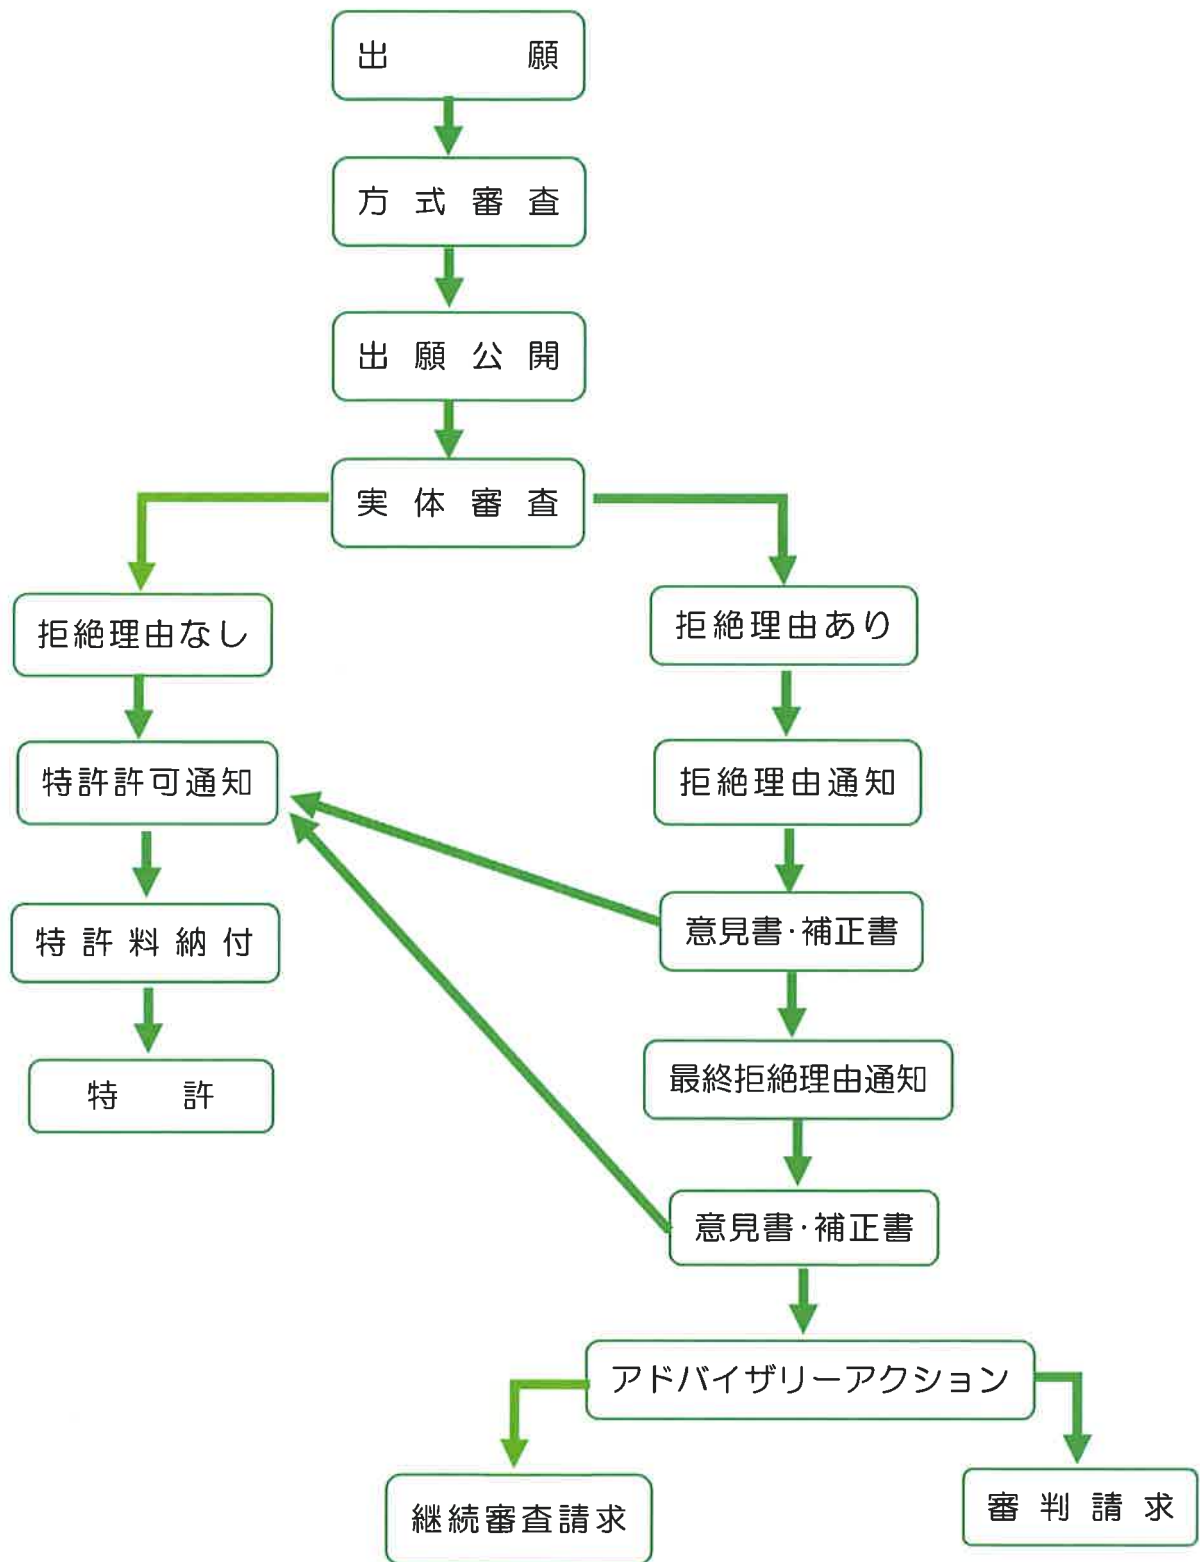 出願
方式審査
出願公開
実体審査
拒絶理由なし
拒絶理由あり
特許許可通知
拒絶理由通知
特許料納付
意見書・補正書
特許
最終拒絶理由通知
意見書・補正書
アドバイザリーアクション
継続審査請求
審判請求